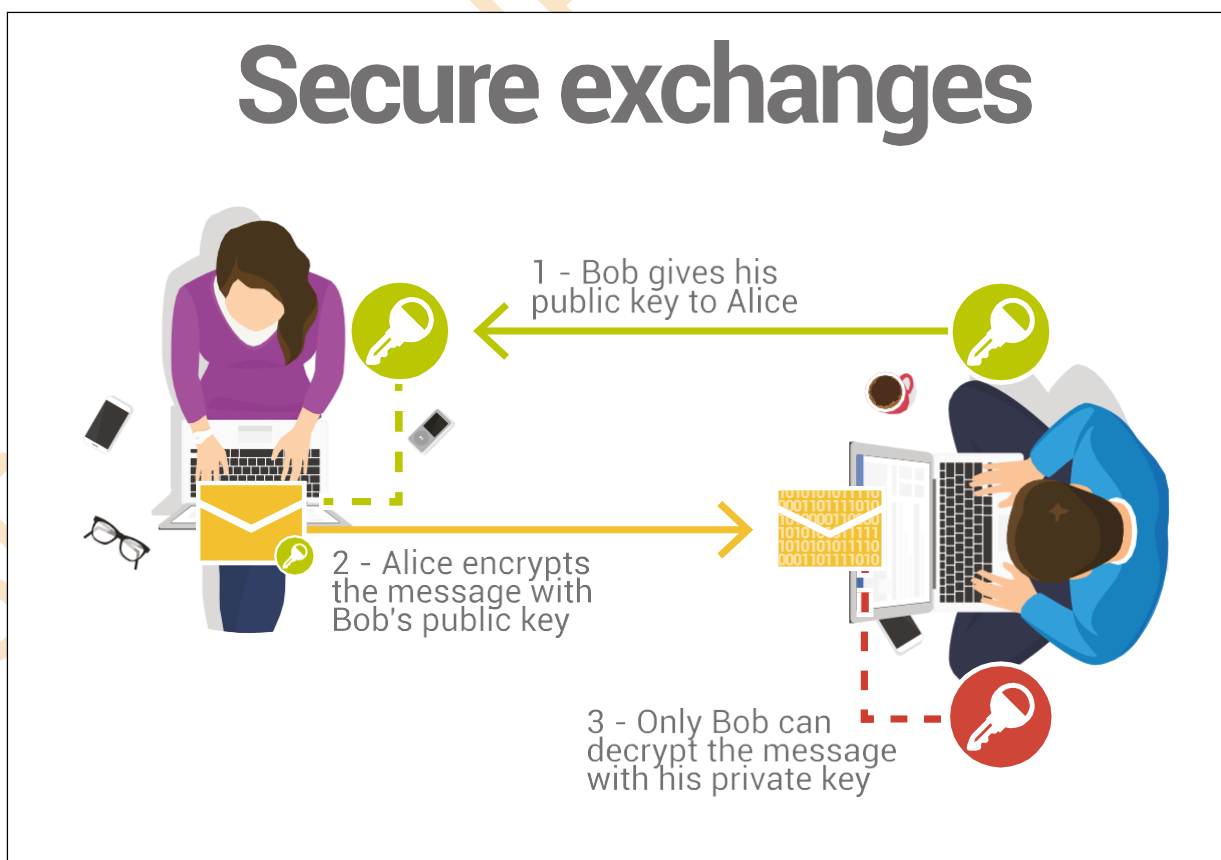 Secure exchanges
1 - Bob gives his
public key to Alice
2 - Alice encrypts
the message with
Bob's public key
3 - Only Bob can
decrypt the message
with his private key